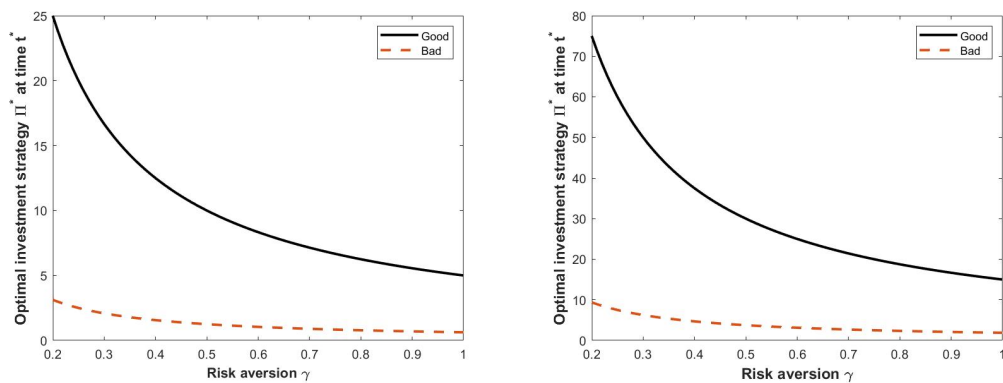 Optimal investment strategy Π* at time t*
25
20
15
10
5
0
Good
Bad
0.2 0.3 0.4 0.5 0.6 0.7 0.8 0.9 1
Risk aversion γ
Optimal investment strategy Π* at time t*
80
70
60
50
40
30
20
10
0
Good
Bad
0.2 0.3 0.4 0.5 0.6 0.7 0.8 0.9 1
Risk aversion γ